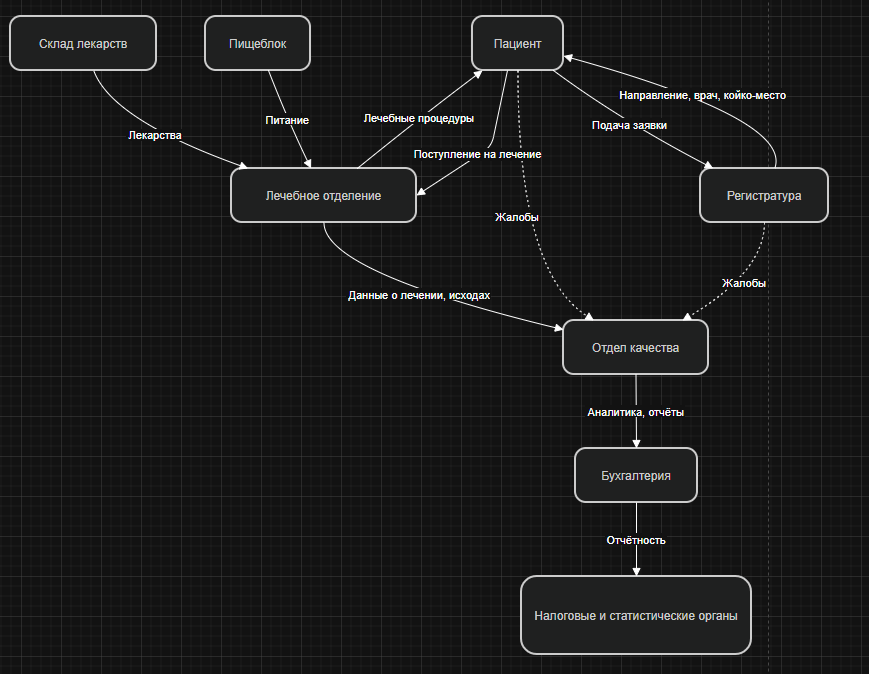 Склад лекарств
Пищеблок
Пациент
Направление, врач, койко-место
Лекарства
Питание
Лечебные процедуры
Подача заявки
Поступление на лечение
Лечебное отделение
Регистратура
Жалобы
Жалобы
Данные о лечении, исходах
Отдел качества
Аналитика, отчёты
Бухгалтерия
Отчётность
Налоговые и статистические органы